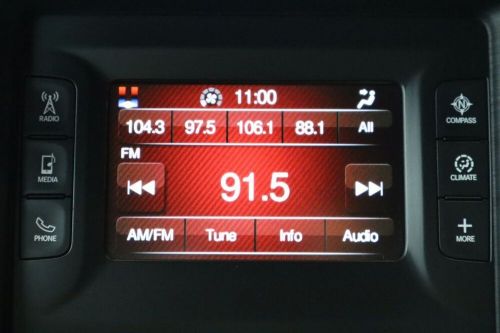 11:00
104.3 97.5 106.1 88.1 All
FM
91.5
AM/FM Tune Info Audio
RADIO
MEDIA
PHONE
N
COMPASS
CLIMATE
MORE